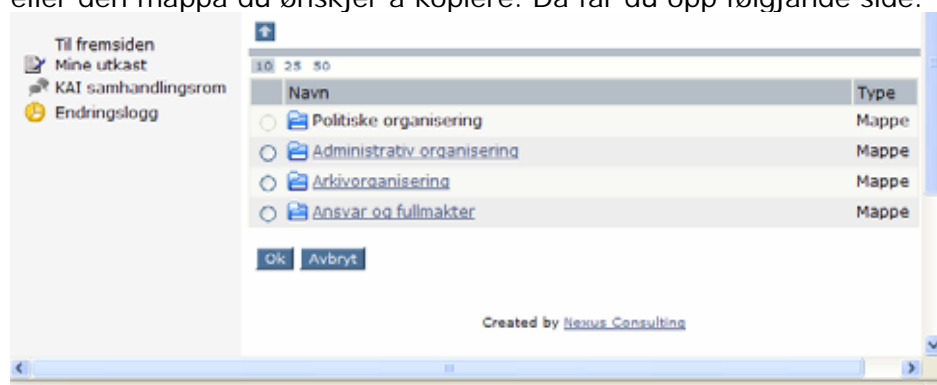 eller den mappa du ønskjer å kopiere. Då får du opp følgjande side:
Til fremsiden
Mine utkast
KAI samhandlingsrom
Endringslogg
10 25 50
Navn Type
Politiske organisering Mappe
Administrativ organisering Mappe
Arkivorganisering Mappe
Ansvar og fullmakter Mappe
Ok Avbryt
Created by Nexus Consulting